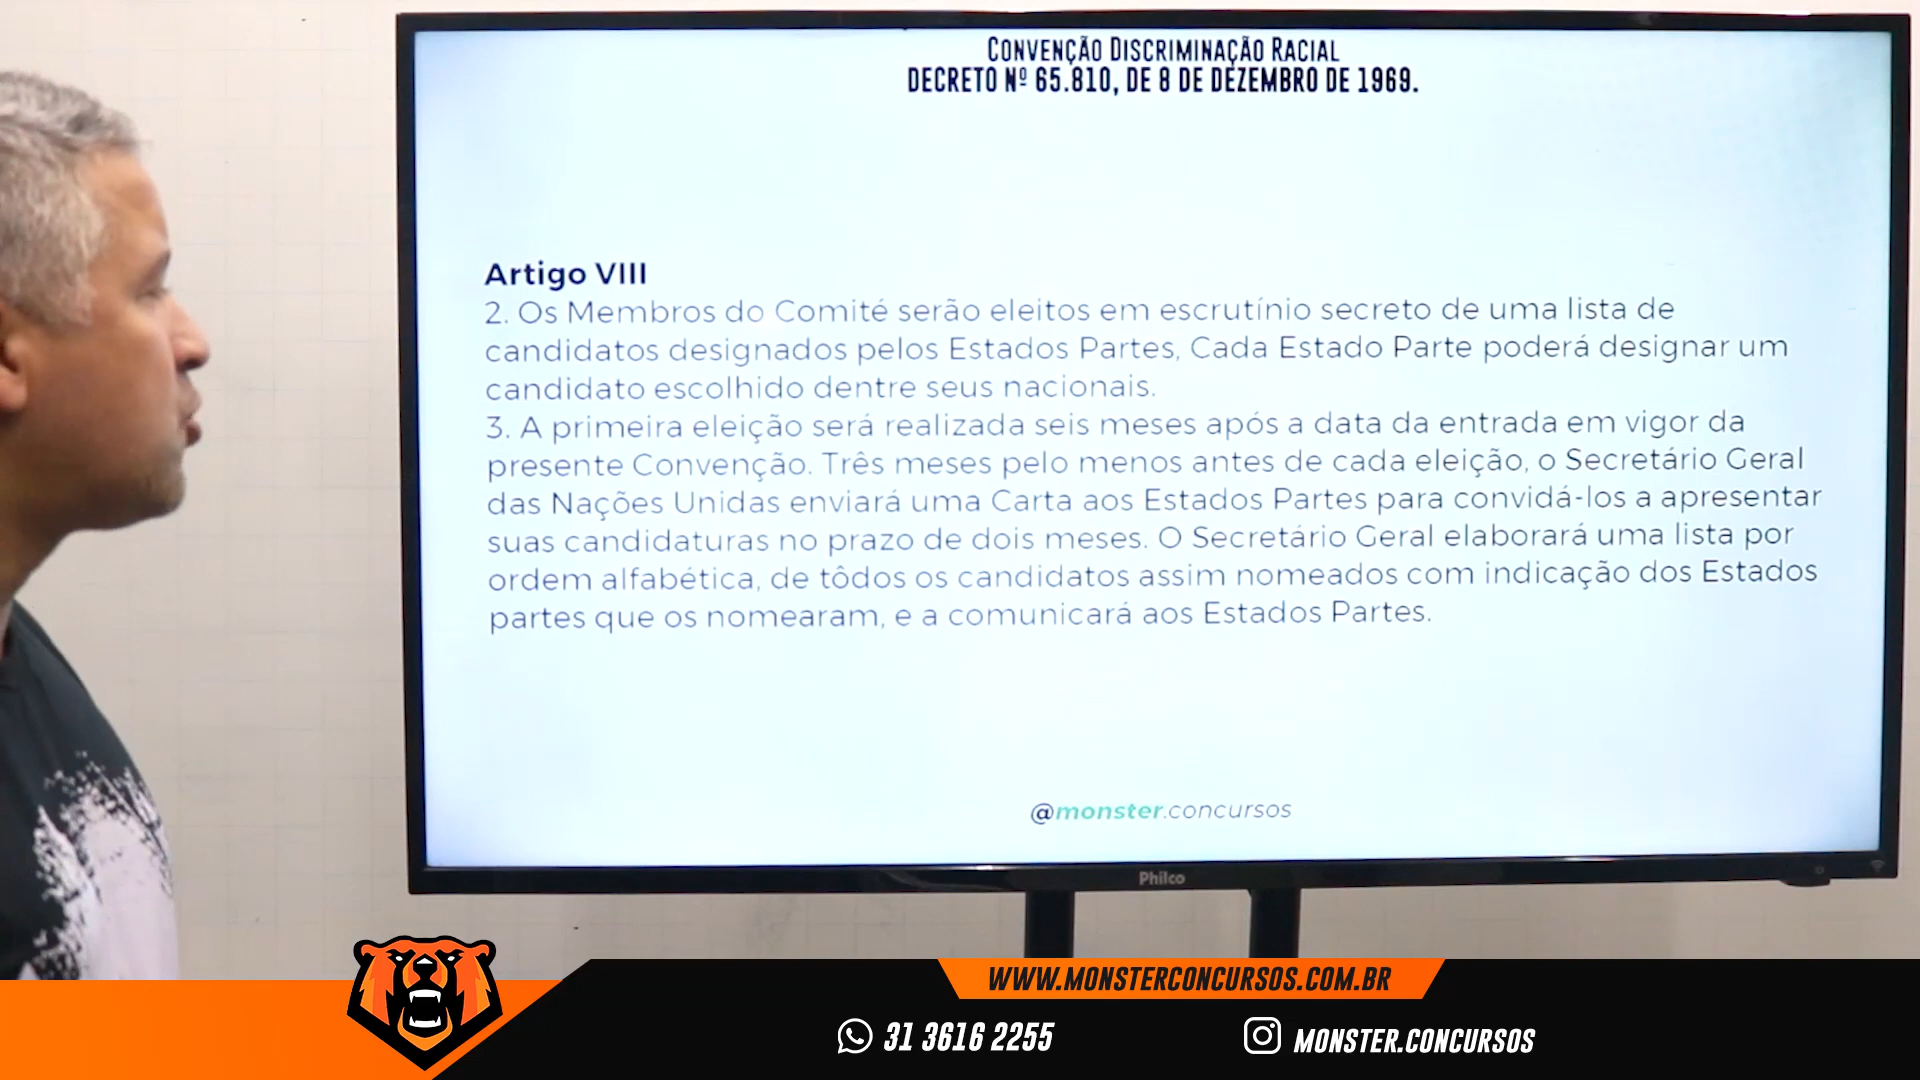 CONVENÇÃO DISCRIMINAÇÃO RACIAL
DECRETO Nº 65.810, DE 8 DE DEZEMBRO DE 1969.
Artigo VIII
2. Os Membros do Comité serão eleitos em escrutínio secreto de uma lista de
candidatos designados pelos Estados Partes, Cada Estado Parte poderá designar um
candidato escolhido dentre seus nacionais.
3. A primeira eleição será realizada seis meses após a data da entrada em vigor da
presente Convenção. Três meses pelo menos antes de cada eleição, o Secretário Geral
das Nações Unidas enviará uma Carta aos Estados Partes para convidá-los a apresentar
suas candidaturas no prazo de dois meses. O Secretário Geral elaborará uma lista por
ordem alfabética, de tôdos os candidatos assim nomeados com indicação dos Estados
partes que os nomearam, e a comunicará aos Estados Partes.
@monster.concursos
Philco
WWW.MONSTERCONCURSOS.COM.BR
31 3616 2255
MONSTER.CONCURSOS